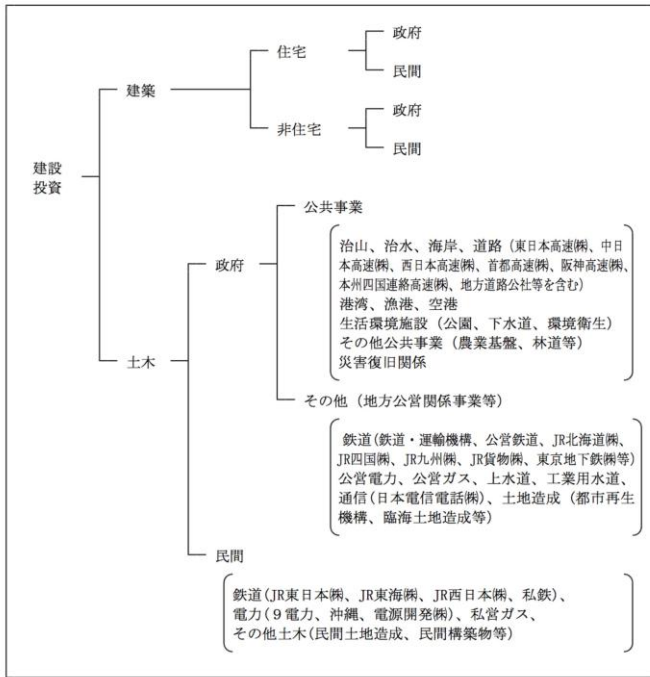 政府
住宅
民間
建築
政府
非住宅
民間
建設
投資
公共事業
治山、治水、海岸、道路（東日本高速㈱、中日
本高速㈱、西日本高速㈱、首都高速㈱、阪神高速㈱、
本州四国連絡高速㈱、地方道路公社等を含む）
政府
港湾、漁港、空港
生活環境施設（公園、下水道、環境衛生）
その他公共事業（農業基盤、林道等）
災害復旧関係
土木
その他（地方公営関係事業等）
鉄道（鉄道・運輸機構、公営鉄道、JR北海道㈱、
JR四国㈱、JR九州㈱、JR貨物㈱、東京地下鉄㈱等）
公営電力、公営ガス、上水道、工業用水道、
通信（日本電信電話㈱）、土地造成（都市再生
機構、臨海土地造成等）
民間
鉄道（JR東日本㈱、JR東海㈱、JR西日本㈱、私鉄）、
電力（９電力、沖縄、電源開発㈱）、私営ガス、
その他土木（民間土地造成、民間構築物等）